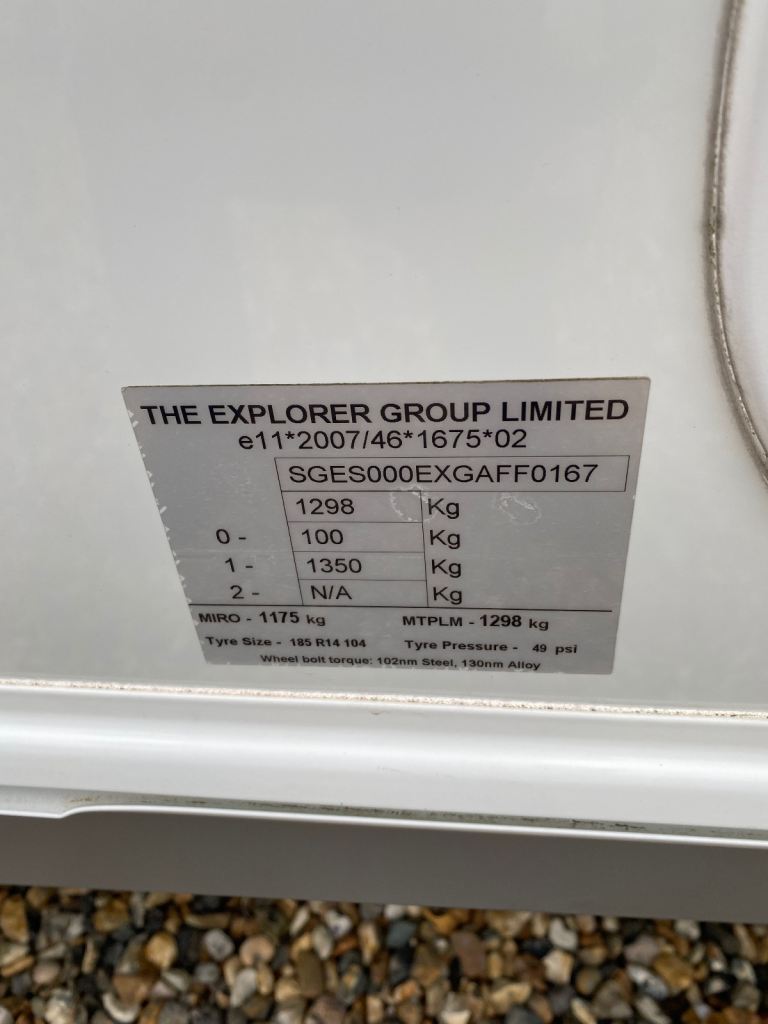 THE EXPLORER GROUP LIMITED
e11*2007/46*1675*02
SGES000EXGAFF0167
1298 Kg
0 - 100 Kg
1 - 1350 Kg
2 - N/A Kg
MIRO - 1175 kg MTPLM - 1298 kg
Tyre Size - 185 R14 104 Tyre Pressure - 49 psi
Wheel bolt torque: 102nm Steel, 130nm Alloy